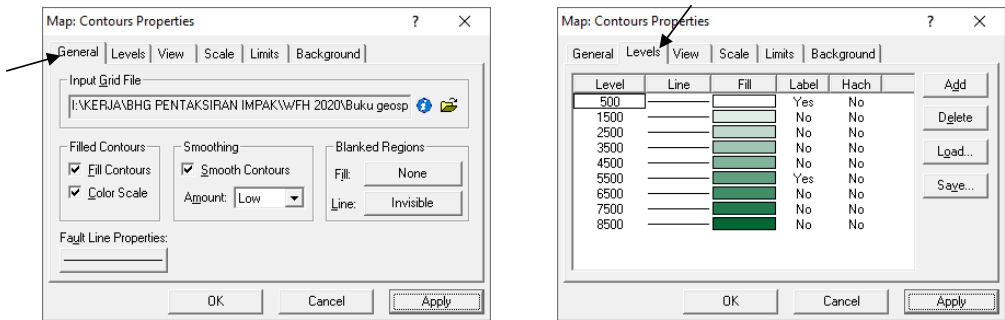 Map: Contours Properties ? ×
General Levels View Scale Limits Background
Input Grid File
I:\KERJA\BHG PENTAKSIRAN IMPAK\WFH 2020\Buku geosp
Filled Contours
Fill Contours
Color Scale
Smoothing
Smooth Contours
Amount: Low
Blanked Regions
Fill: None
Line: Invisible
Fault Line Properties:
OK Cancel Apply
Map: Contours Properties ? ×
General Levels View Scale Limits Background
Level Line Fill Label Hach
500 Yes No
1500 No No
2500 No No
3500 No No
4500 No No
5500 Yes No
6500 No No
7500 No No
8500 No No
Add
Delete
Load...
Save...
OK Cancel Apply